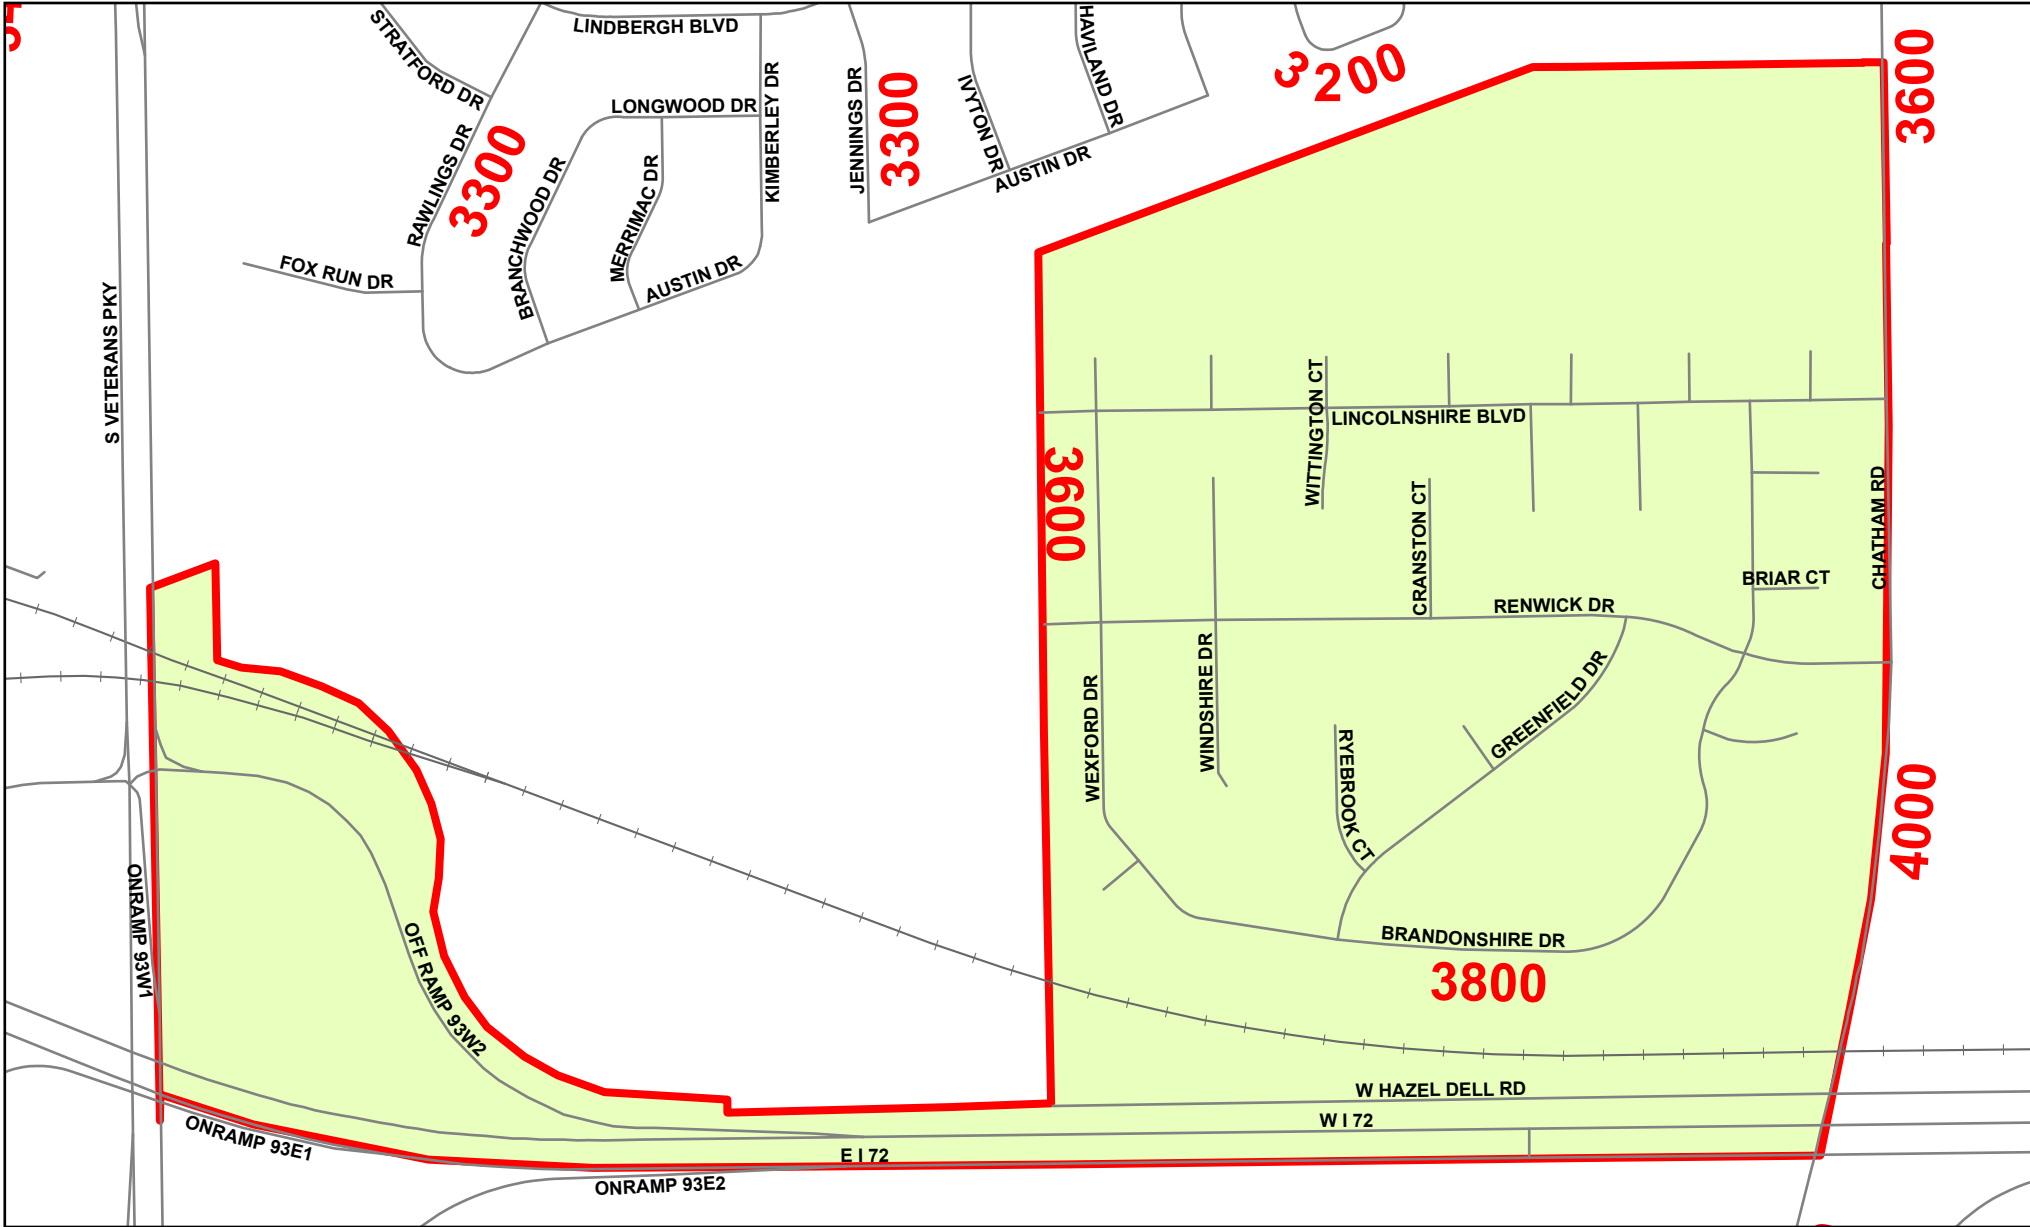 5
STRATFORD DR
LINDBERGH BLVD
HAVILAND DR
3200
3600
RAWLINGS DR
3300
LONGWOOD DR
KIMBERLEY DR
JENNINGS DR
3300
IVYTON DR
AUSTIN DR
BRANCHWOOD DR
MERRIMAC DR
FOX RUN DR
AUSTIN DR
S VETERANS PKY
WITTINGTON CT
LINCOLNSHIRE BLVD
3600
CRANSTON CT
CHATHAM RD
BRIAR CT
RENWICK DR
WEXFORD DR
WINDSHIRE DR
GREENFIELD DR
RYEBROOK CT
4000
ONRAMP 93W1
OFF RAMP 93W2
BRANDONSHIRE DR
3800
W HAZEL DELL RD
W I 72
ONRAMP 93E1
E I 72
ONRAMP 93E2